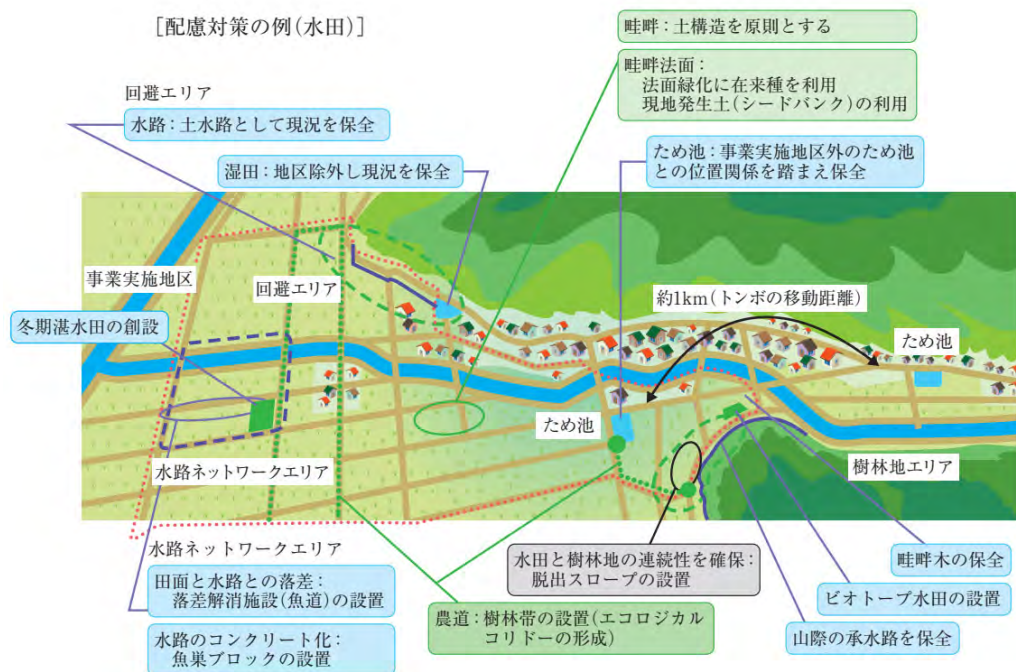 [配慮対策の例(水田)]
畦畔：土構造を原則とする
畦畔法面：
法面緑化に在来種を利用
現地発生土(シードバンク)の利用
回避エリア
水路：土水路として現況を保全
湿田：地区除外し現況を保全
ため池：事業実施地区外のため池
との位置関係を踏まえ保全
事業実施地区
回避エリア
約1km(トンボの移動距離)
冬期湛水田の創設
ため池
ため池
水路ネットワークエリア
樹林地エリア
水路ネットワークエリア
田面と水路との落差：
落差解消施設(魚道)の設置
水路のコンクリート化：
魚巣ブロックの設置
農道：樹林帯の設置(エコロジカル
コリドーの形成)
水田と樹林地の連続性を確保：
脱出スロープの設置
畦畔木の保全
ビオトープ水田の設置
山際の承水路を保全